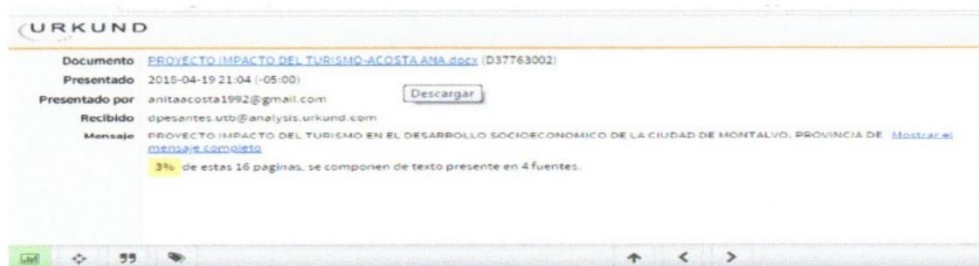 URKUND
Documento PROYECTO IMPACTO DEL TURISMO-ACOSTA ANA.docx (D37763002)
Presentado 2018-04-19 21:04 (-05:00)
Presentado por anitaacosta1992@gmail.com
Descargar
Recibido dpesantes.utb@analysis.urkund.com
Mensaje PROYECTO IMPACTO DEL TURISMO EN EL DESARROLLO SOCIOECONOMICO DE LA CIUDAD DE MONTALVO, PROVINCIA DE Mostrar el
mensaje completo
3% de estas 16 paginas, se componen de texto presente en 4 fuentes.